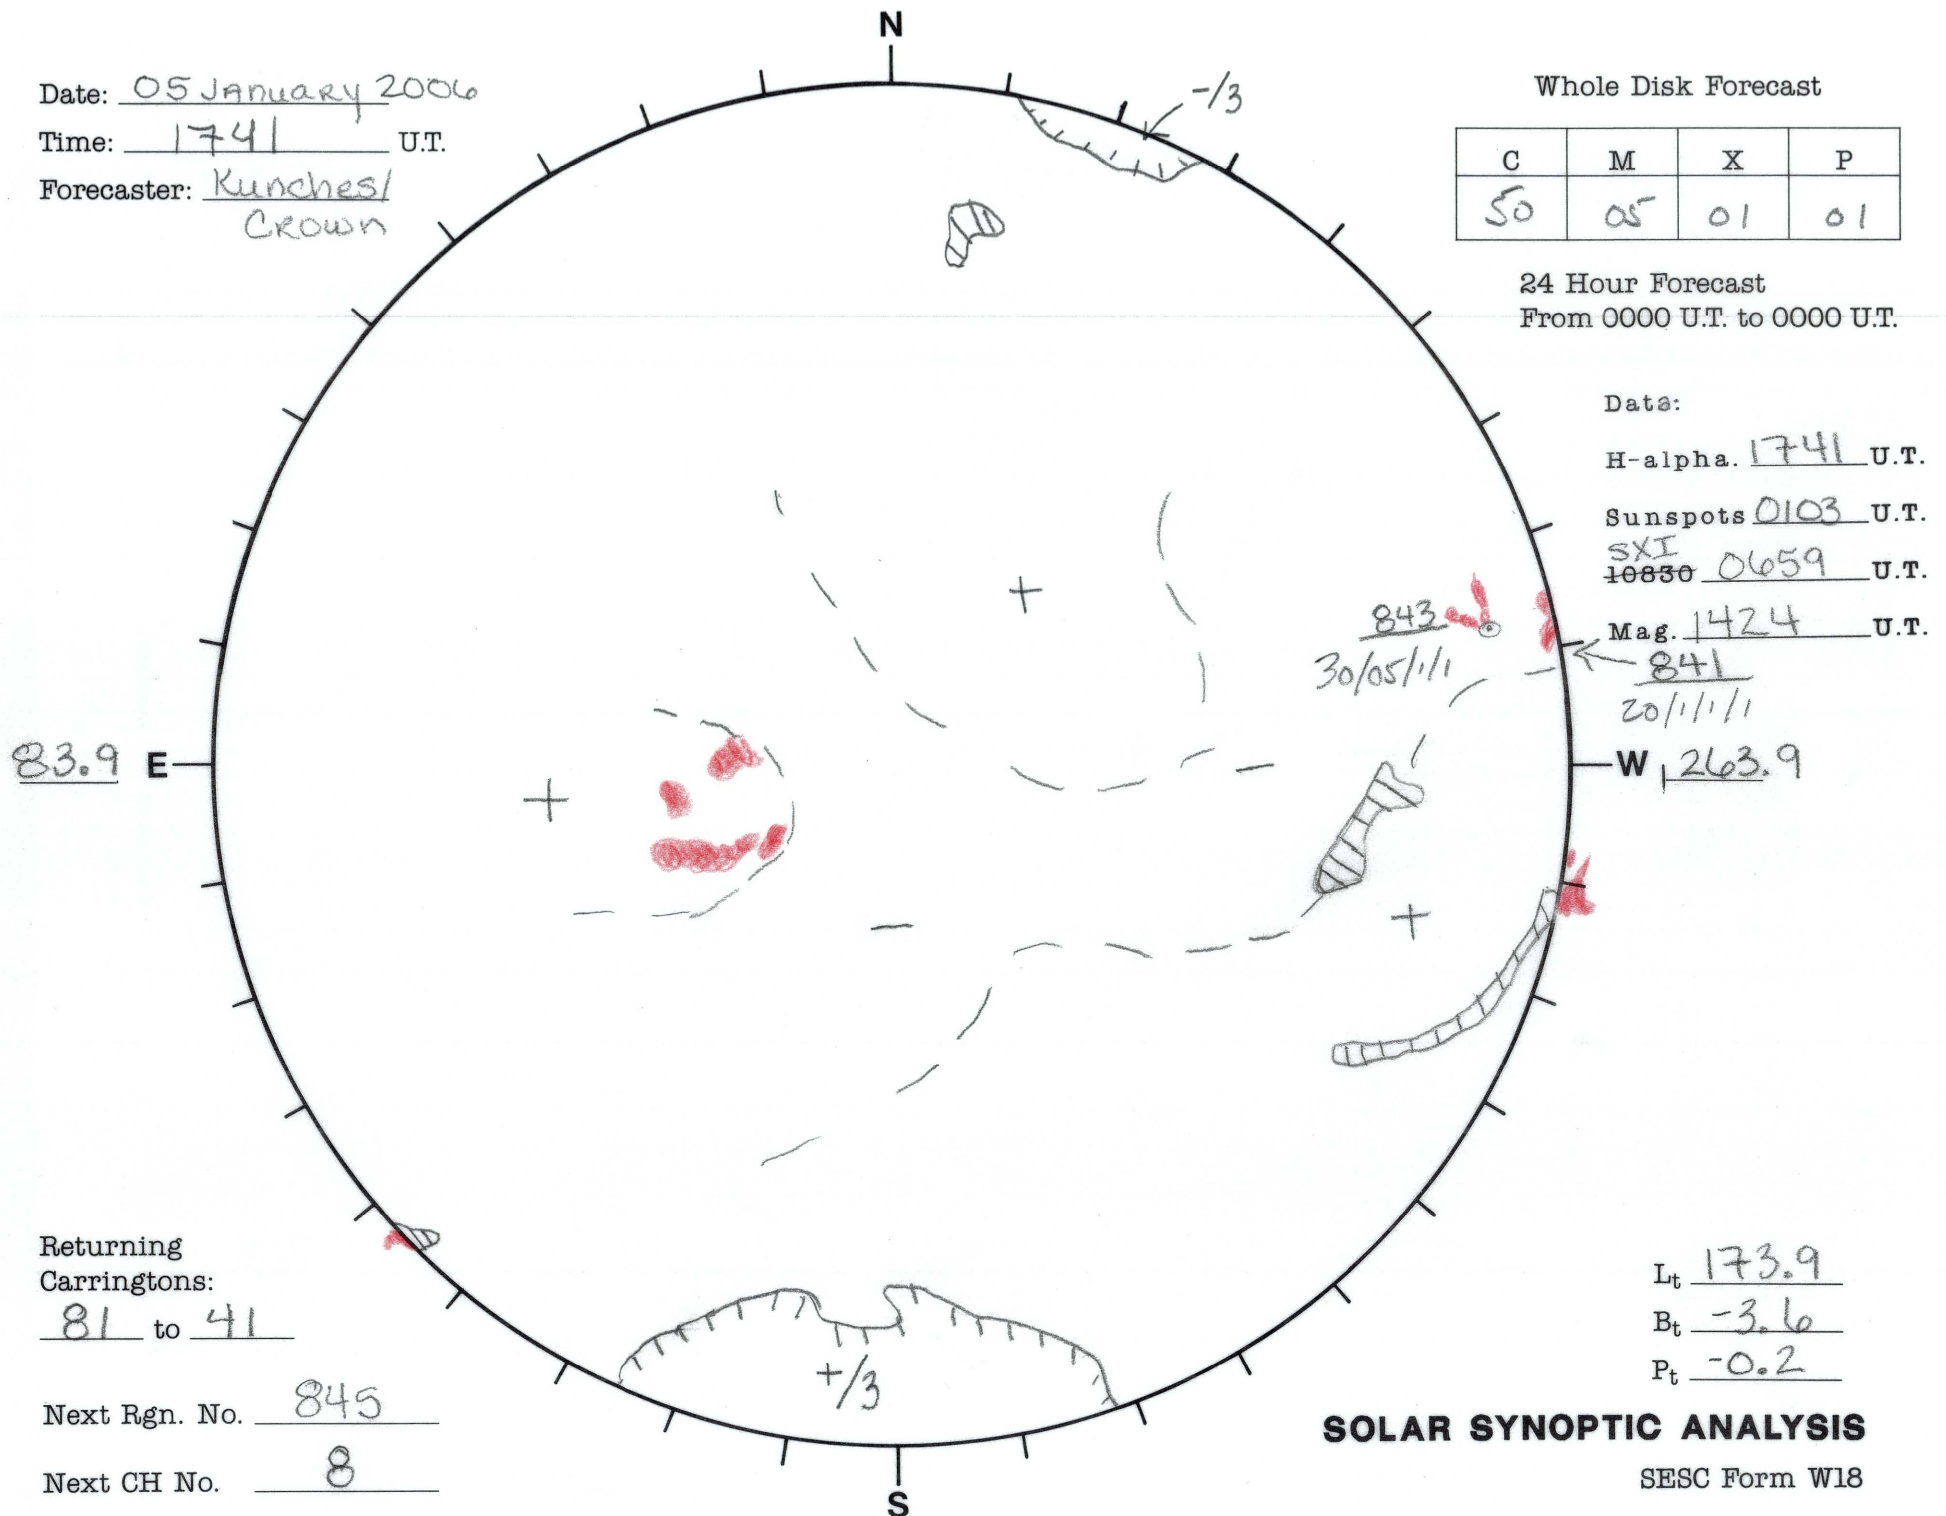 N
Date: 05 January 2006
Time: 1741 U.T.
Forecaster: Kunches/
Crown
-/3
Whole Disk Forecast
C M X P
50 05 01 01
24 Hour Forecast
From 0000 U.T. to 0000 U.T.
Data:
H-alpha. 1741 U.T.
Sunspots 0103 U.T.
SXI
10830 0659 U.T.
Mag. 1424 U.T.
+
843
30/05/1/1
841
20/1/1/1
83.9 E
W 263.9
+
-
+
Returning
Carringtons:
81 to 41
Next Rgn. No. 845
Next CH No. 8
+/3
Lt 173.9
Bt -3.6
Pt -0.2
SOLAR SYNOPTIC ANALYSIS
SESC Form W18
S